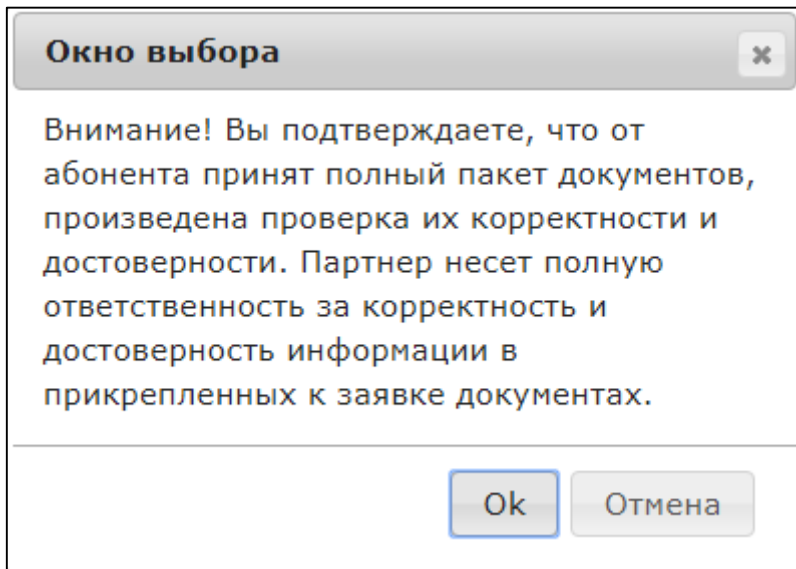 Окно выбора
Внимание! Вы подтверждаете, что от
абонента принят полный пакет документов,
произведена проверка их корректности и
достоверности. Партнер несет полную
ответственность за корректность и
достоверность информации в
прикрепленных к заявке документах.
Ok Отмена